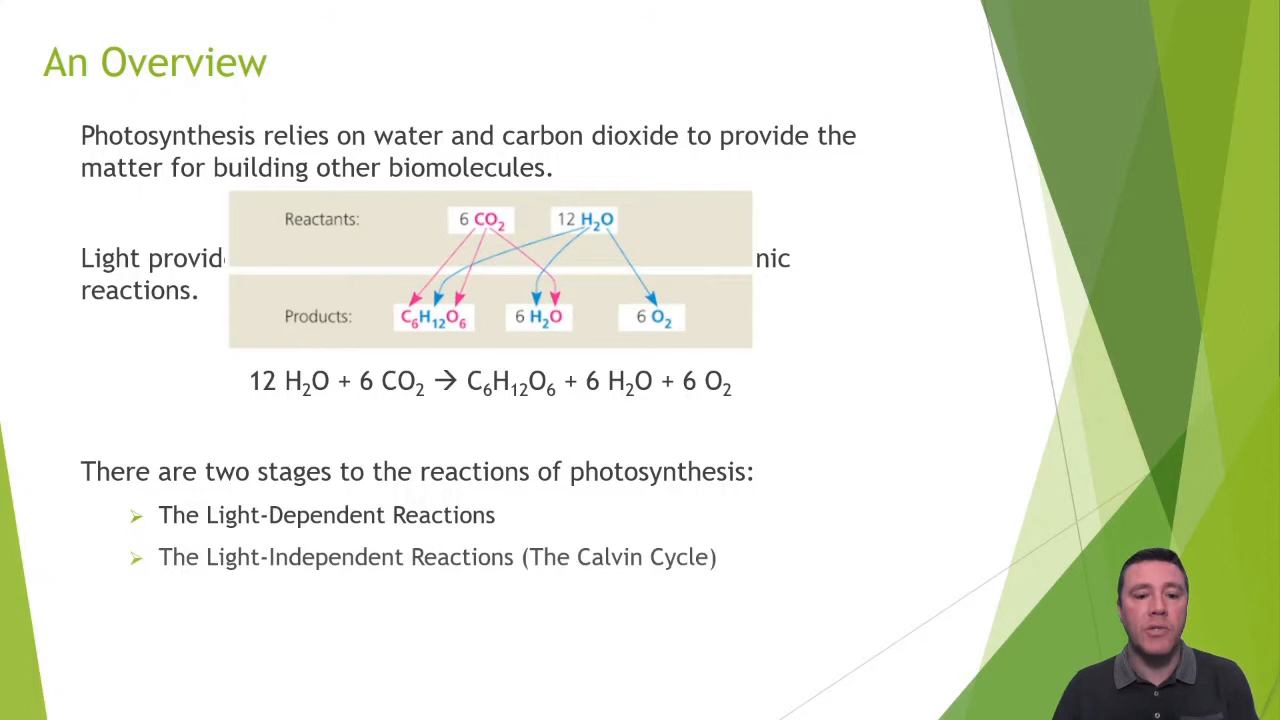 An Overview
Photosynthesis relies on water and carbon dioxide to provide the
matter for building other biomolecules.
Reactants: 6 CO₂ 12 H₂O
Light nic
reactions.
Products: C₆H₁₂O₆ 6 H₂O 6 O₂
12 H₂O + 6 CO₂ → C₆H₁₂O₆ + 6 H₂O + 6 O₂
There are two stages to the reactions of photosynthesis:
➢ The Light-Dependent Reactions
➢ The Light-Independent Reactions (The Calvin Cycle)